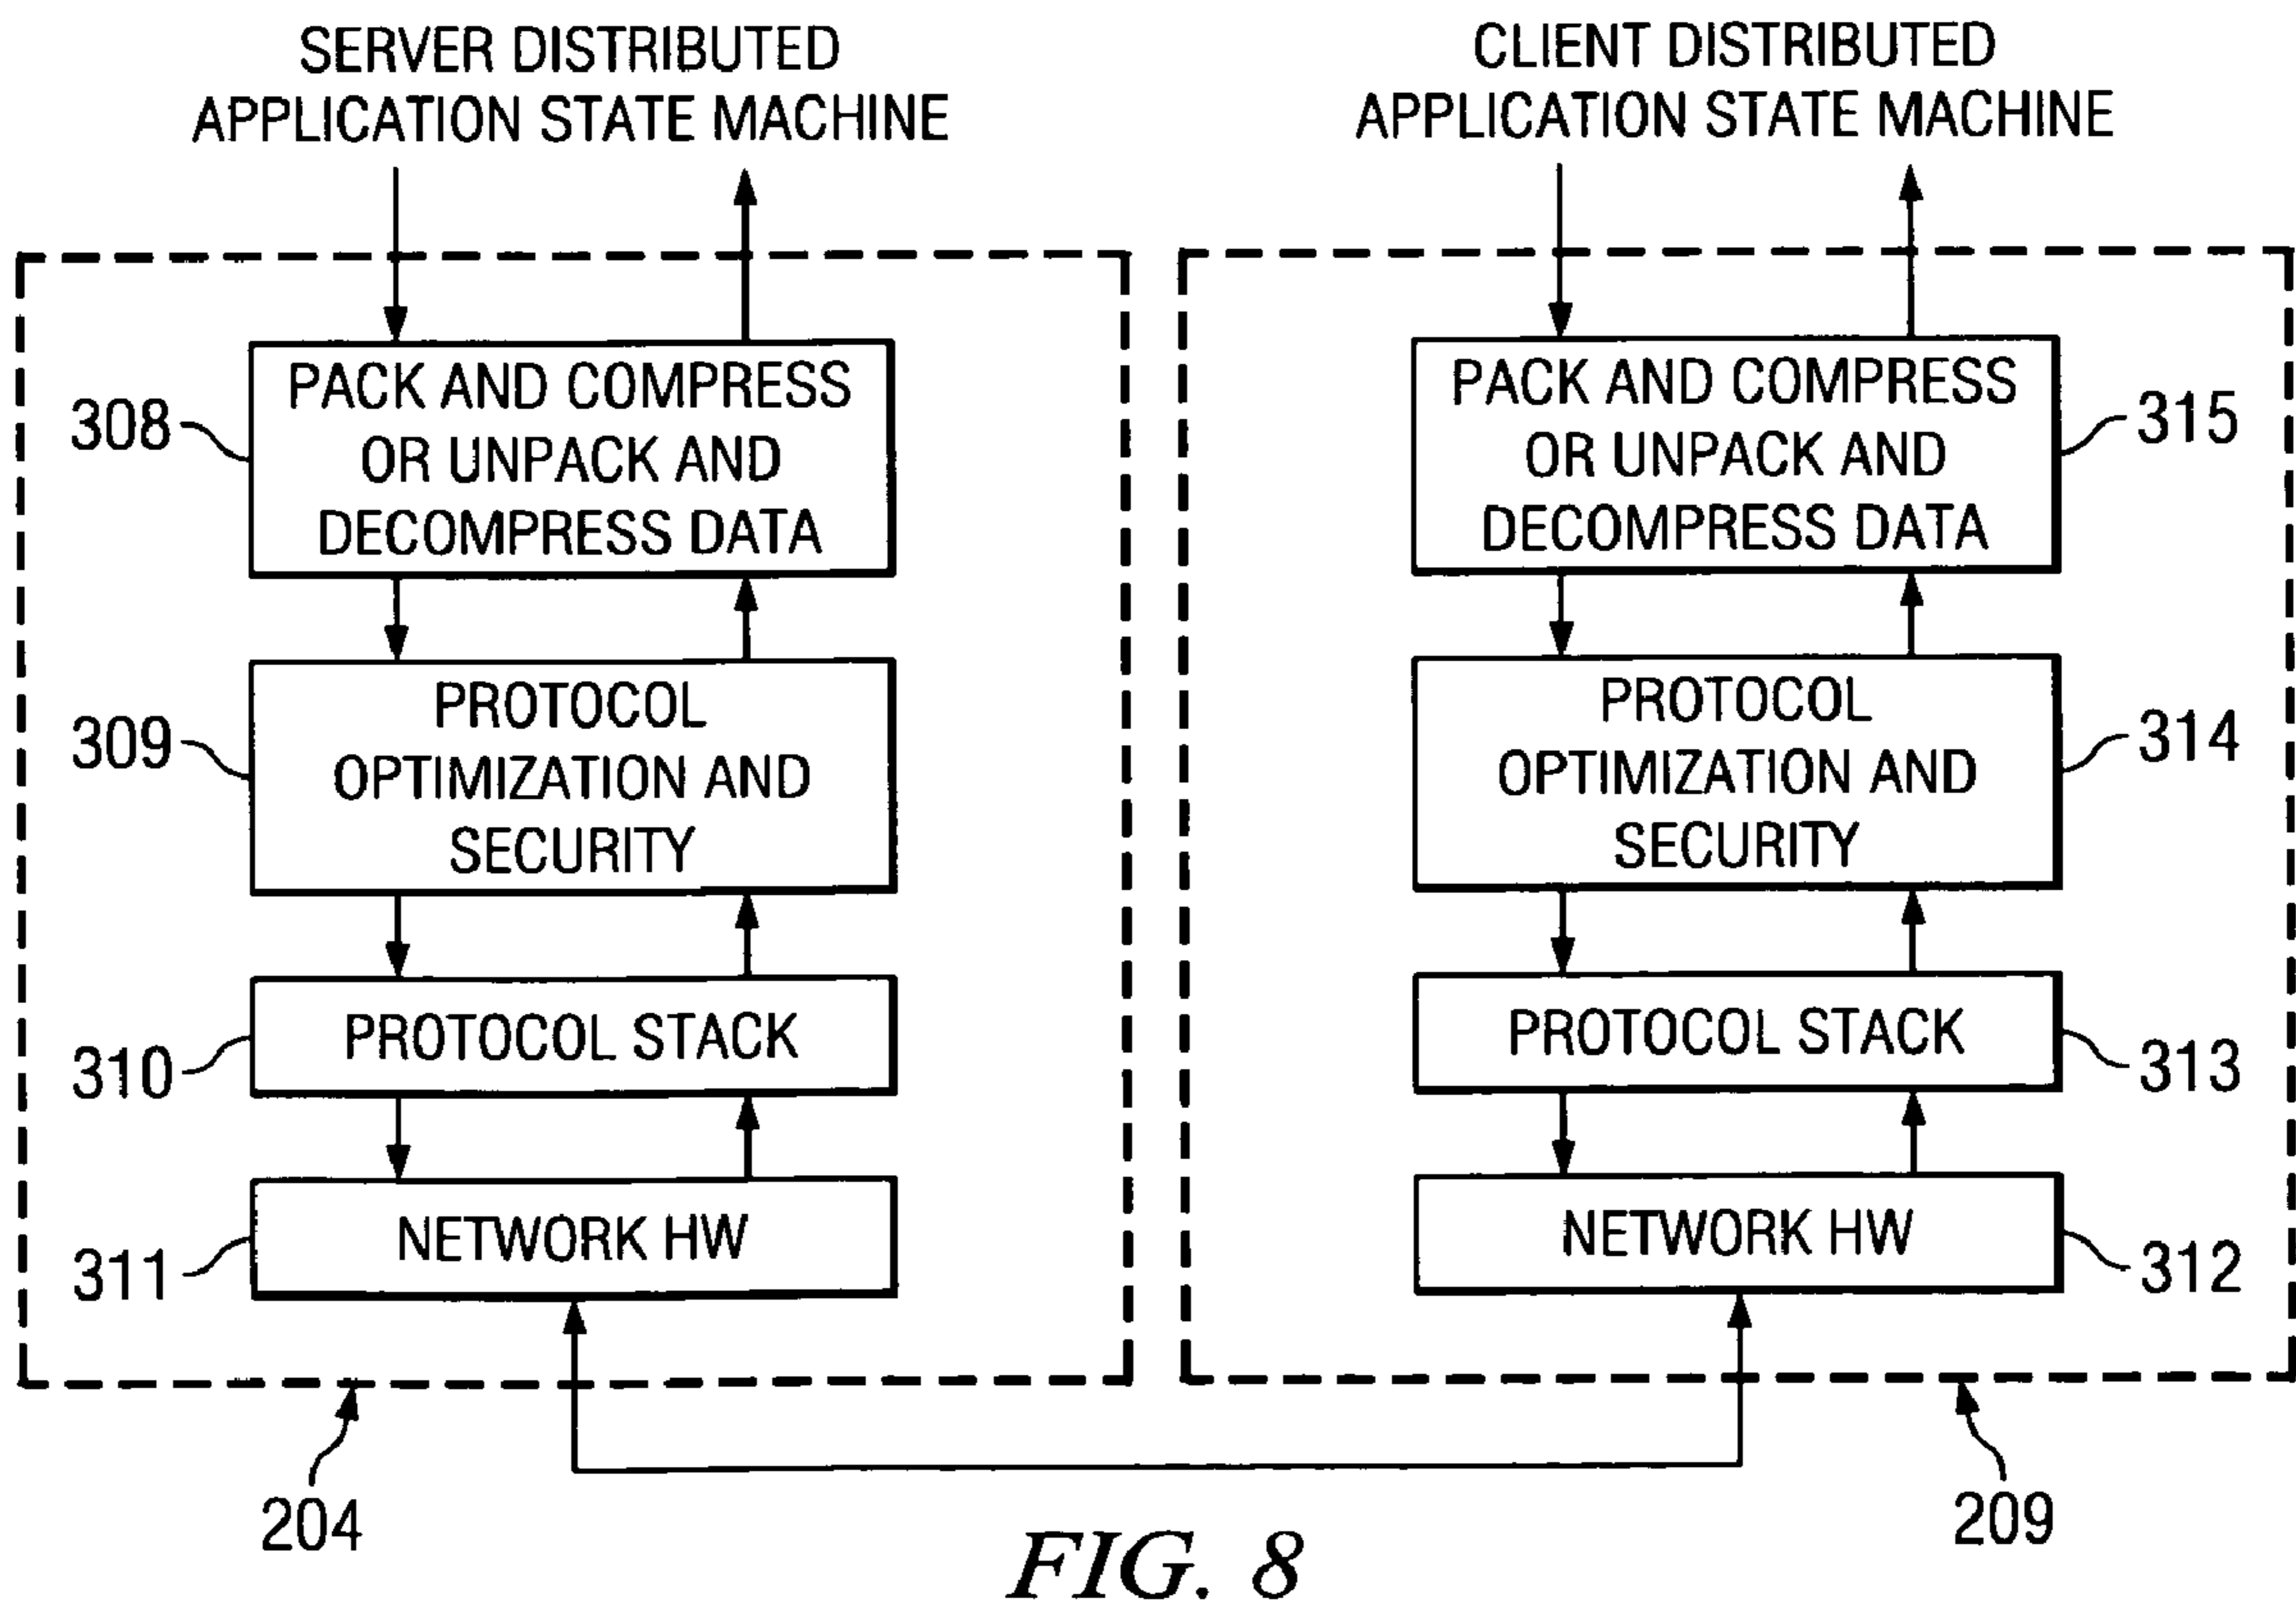 SERVER DISTRIBUTED
APPLICATION STATE MACHINE
308
PACK AND COMPRESS
OR UNPACK AND
DECOMPRESS DATA
309
PROTOCOL
OPTIMIZATION AND
SECURITY
310
PROTOCOL STACK
311
NETWORK HW
204
CLIENT DISTRIBUTED
APPLICATION STATE MACHINE
PACK AND COMPRESS
OR UNPACK AND
DECOMPRESS DATA
315
PROTOCOL
OPTIMIZATION AND
SECURITY
314
PROTOCOL STACK
313
NETWORK HW
312
209
FIG. 8